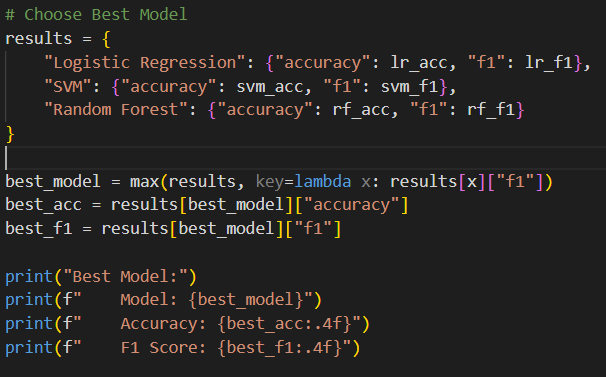 # Choose Best Model
results = {
    "Logistic Regression": {"accuracy": lr_acc, "f1": lr_f1},
    "SVM": {"accuracy": svm_acc, "f1": svm_f1},
    "Random Forest": {"accuracy": rf_acc, "f1": rf_f1}
}
best_model = max(results, key=lambda x: results[x]["f1"])
best_acc = results[best_model]["accuracy"]
best_f1 = results[best_model]["f1"]
print("Best Model:")
print(f"    Model: {best_model}")
print(f"    Accuracy: {best_acc:.4f}")
print(f"    F1 Score: {best_f1:.4f}")